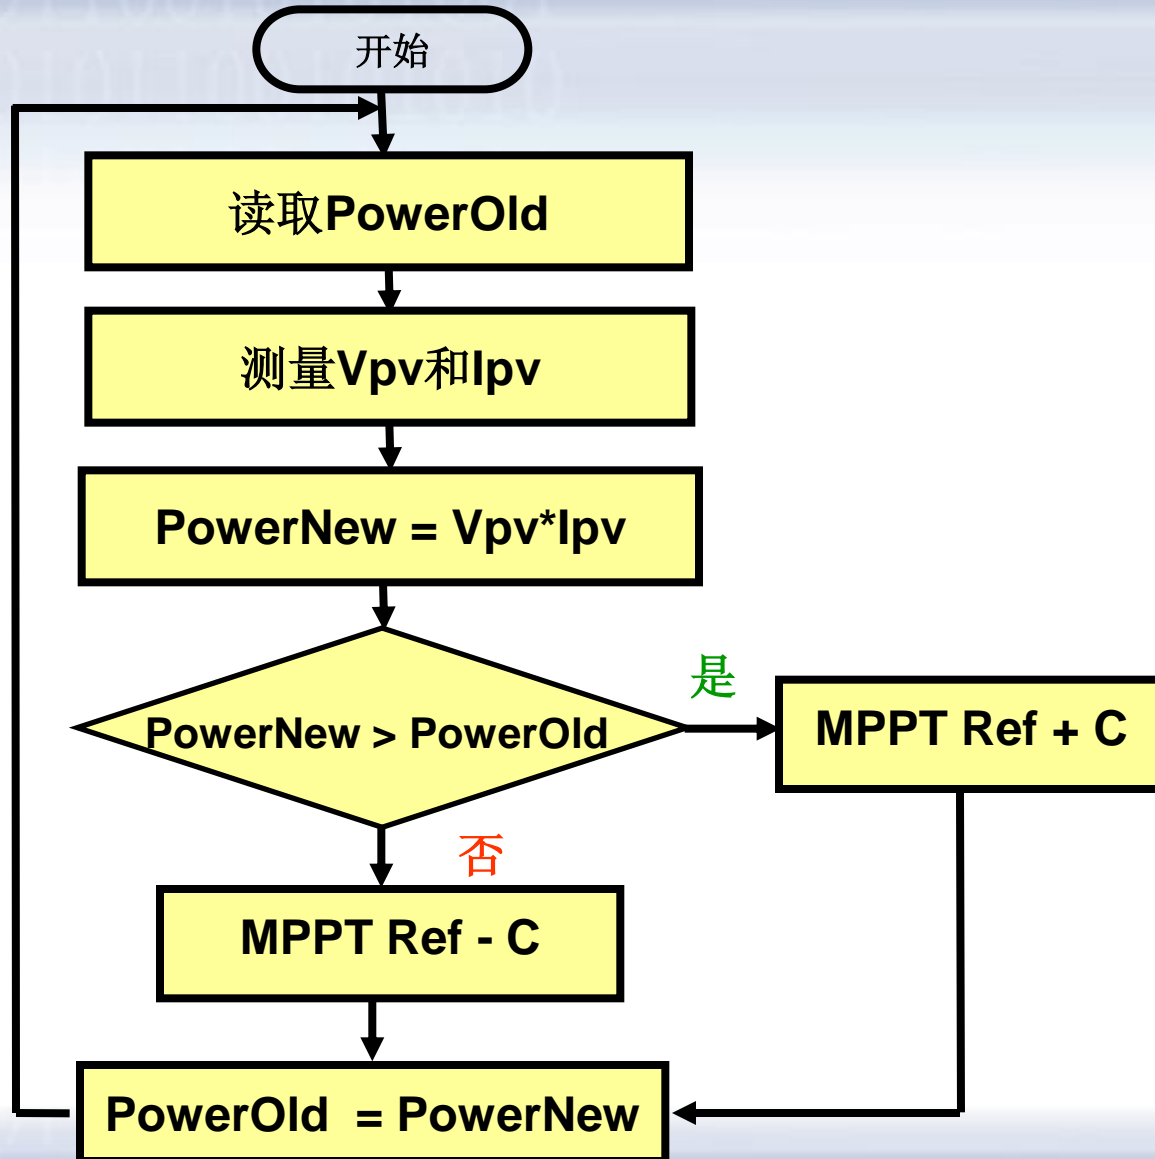 开始
读取PowerOld
测量Vpv和Ipv
PowerNew = Vpv*Ipv
PowerNew > PowerOld
是
MPPT Ref + C
否
MPPT Ref - C
PowerOld = PowerNew